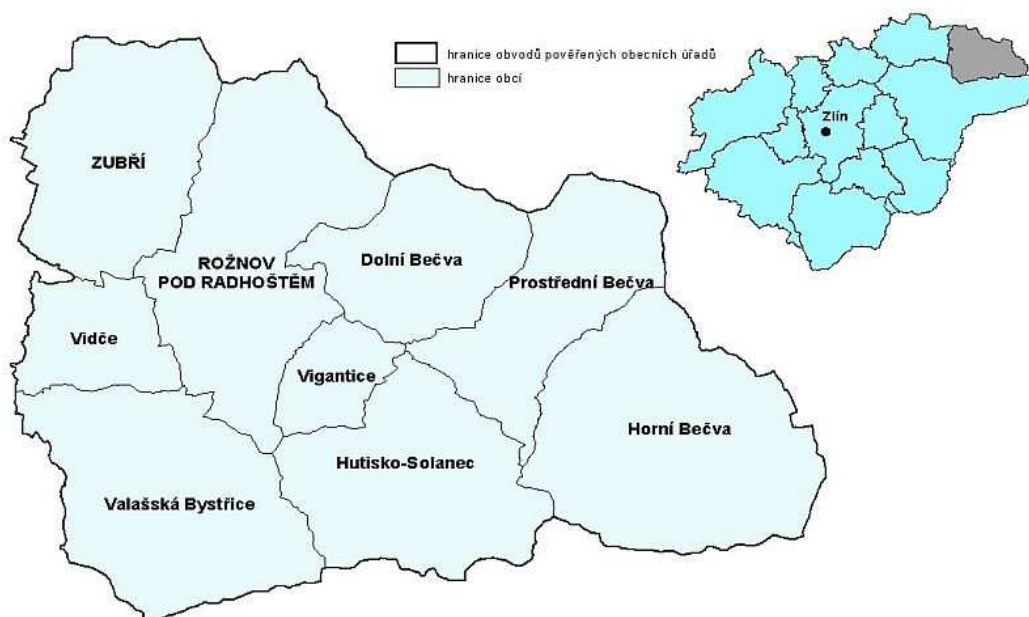 hranice obvodů pověřených obecních úřadů
hranice obcí
Zlín
ZUBŘÍ
ROŽNOV
POD RADHOŠTĚM
Dolní Bečva
Prostřední Bečva
Vidče
Vigantice
Horní Bečva
Hutisko-Solanec
Valašská Bystřice